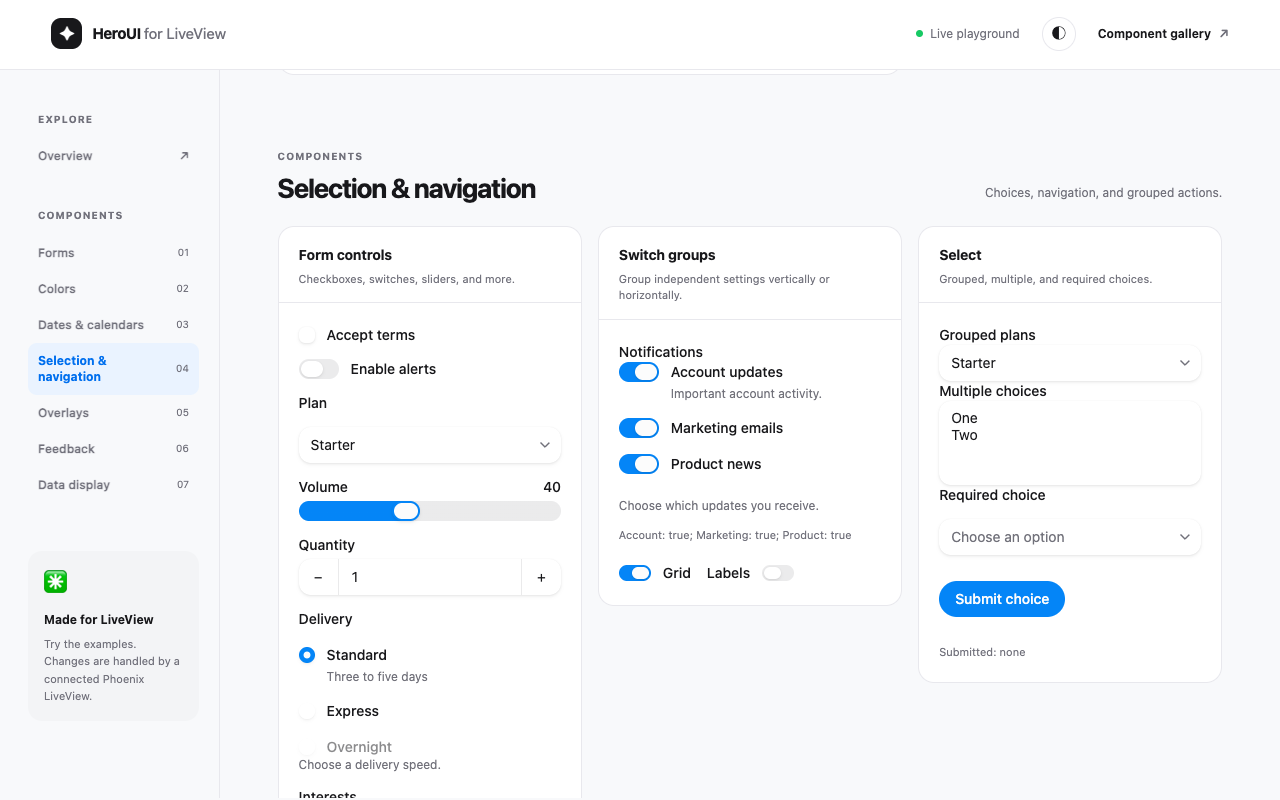 HeroUI for LiveView
Live playground
Component gallery
EXPLORE
Overview
COMPONENTS
Forms 01
Colors 02
Dates & calendars 03
Selection & navigation 04
Overlays 05
Feedback 06
Data display 07
Made for LiveView
Try the examples.
Changes are handled by a
connected Phoenix
LiveView.
COMPONENTS
Selection & navigation
Choices, navigation, and grouped actions.
Form controls
Checkboxes, switches, sliders, and more.
Accept terms
Enable alerts
Plan
Starter
Volume 40
Quantity
− 1 +
Delivery
Standard
Three to five days
Express
Overnight
Choose a delivery speed.
Interests
Switch groups
Group independent settings vertically or
horizontally.
Notifications
Account updates
Important account activity.
Marketing emails
Product news
Choose which updates you receive.
Account: true; Marketing: true; Product: true
Grid Labels
Select
Grouped, multiple, and required choices.
Grouped plans
Starter
Multiple choices
One
Two
Required choice
Choose an option
Submit choice
Submitted: none